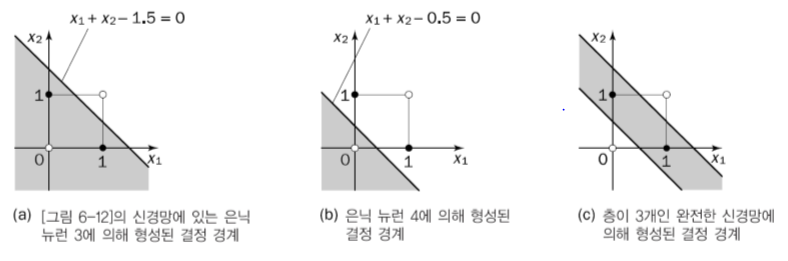 x₁ + x₂ – 1.5 = 0
x₂
1
0
1
x₁
(a) [그림 6-12]의 신경망에 있는 은닉
뉴런 3에 의해 형성된 결정 경계
x₁ + x₂ – 0.5 = 0
x₂
1
0
1
x₁
(b) 은닉 뉴런 4에 의해 형성된
결정 경계
x₂
1
0
1
x₁
(c) 층이 3개인 완전한 신경망에
의해 형성된 결정 경계